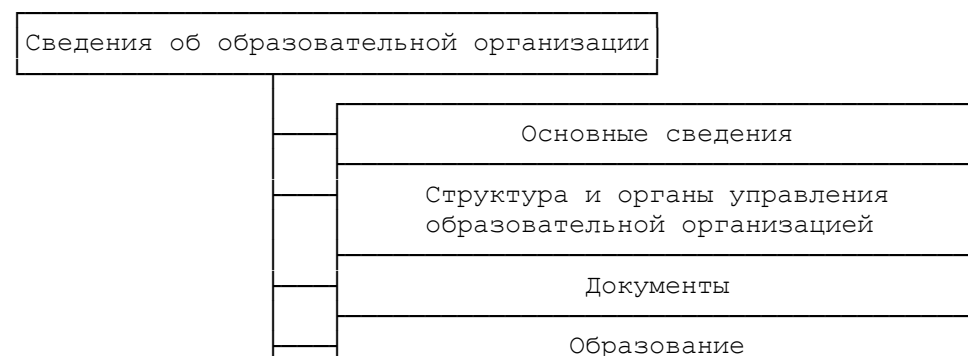 Сведения об образовательной организации
Основные сведения
Структура и органы управления
образовательной организацией
Документы
Образование